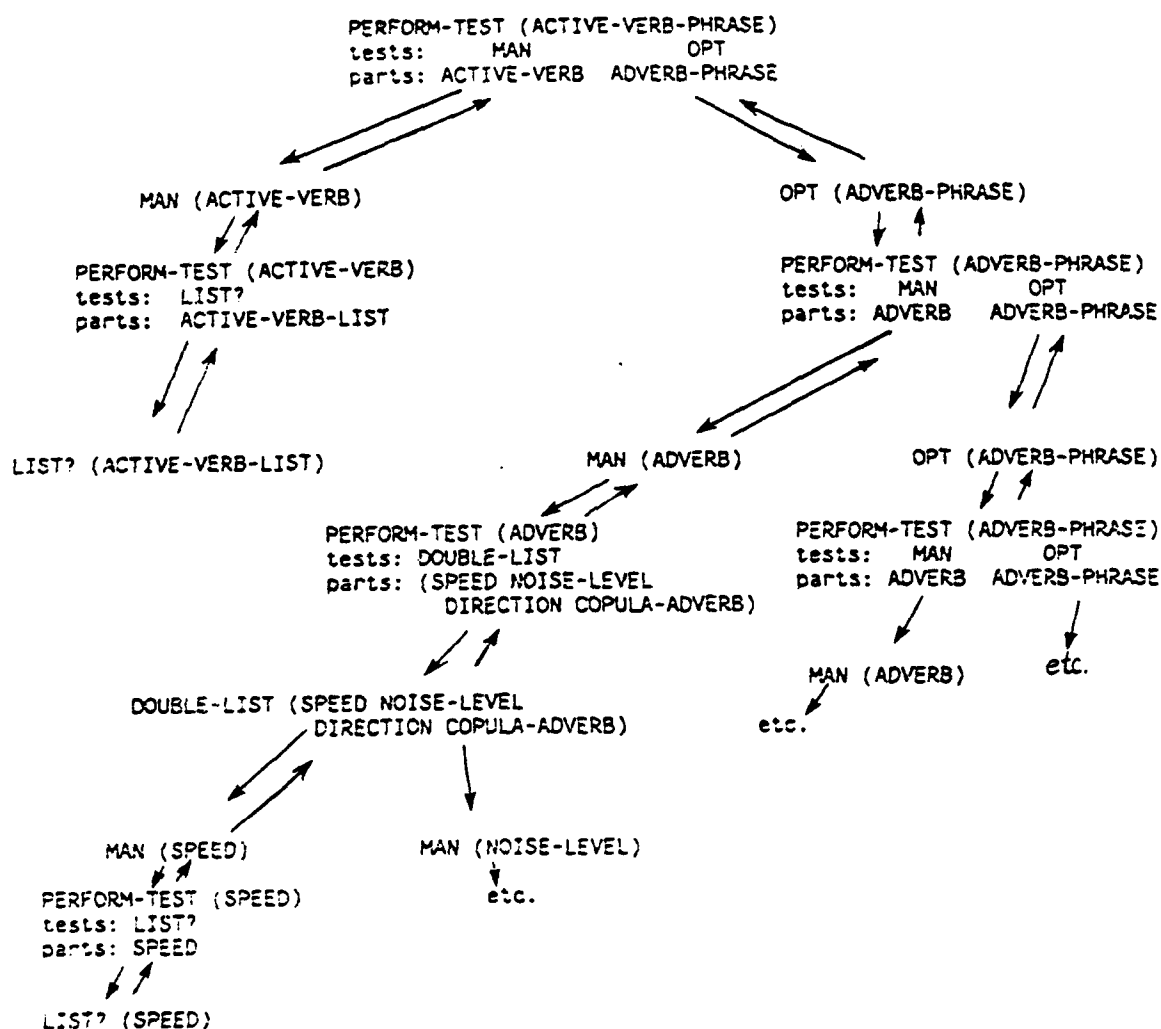 PERFORM-TEST (ACTIVE-VERB-PHRASE)
tests: MAN OPT
parts: ACTIVE-VERB ADVERB-PHRASE
MAN (ACTIVE-VERB)
OPT (ADVERB-PHRASE)
PERFORM-TEST (ACTIVE-VERB)
tests: LIST?
parts: ACTIVE-VERB-LIST
PERFORM-TEST (ADVERB-PHRASE)
tests: MAN OPT
parts: ADVERB ADVERB-PHRASE
LIST? (ACTIVE-VERB-LIST)
MAN (ADVERB)
OPT (ADVERB-PHRASE)
PERFORM-TEST (ADVERB)
tests: DOUBLE-LIST
parts: (SPEED NOISE-LEVEL
DIRECTION COPULA-ADVERB)
PERFORM-TEST (ADVERB-PHRASE)
tests: MAN OPT
parts: ADVERB ADVERB-PHRASE
MAN (ADVERB)
etc.
etc.
DOUBLE-LIST (SPEED NOISE-LEVEL
DIRECTION COPULA-ADVERB)
MAN (SPEED)
MAN (NOISE-LEVEL)
etc.
PERFORM-TEST (SPEED)
tests: LIST?
parts: SPEED
LIST? (SPEED)